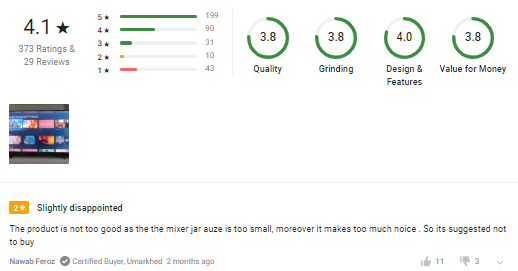 4.1★
373 Ratings &
29 Reviews
5★ 199
4★ 90
3★ 31
2★ 10
1★ 43
3.8 3.8 4.0 3.8
Quality Grinding Design & Features Value for Money
2★ Slightly disappointed
The product is not too good as the the mixer jar auze is too small, moreover it makes too much noice . So its suggested not
to buy
Nawab Feroz Certified Buyer, Umarkhed 2 months ago 11 3